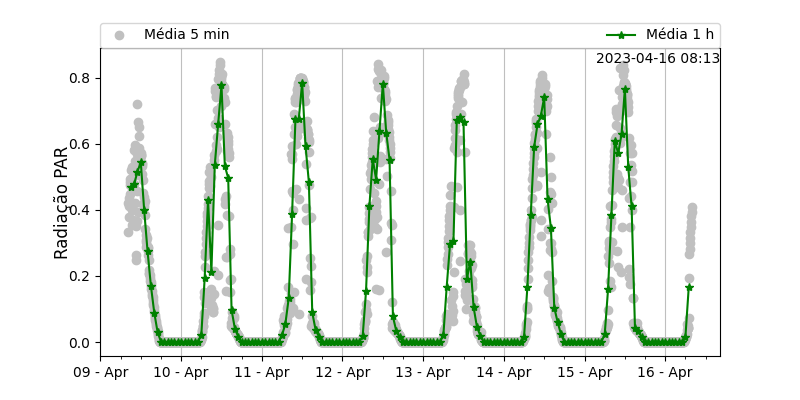 Média 5 min
Média 1 h
2023-04-16 08:13
Radiação PAR
0.8
0.6
0.4
0.2
0.0
09 - Apr
10 - Apr
11 - Apr
12 - Apr
13 - Apr
14 - Apr
15 - Apr
16 - Apr